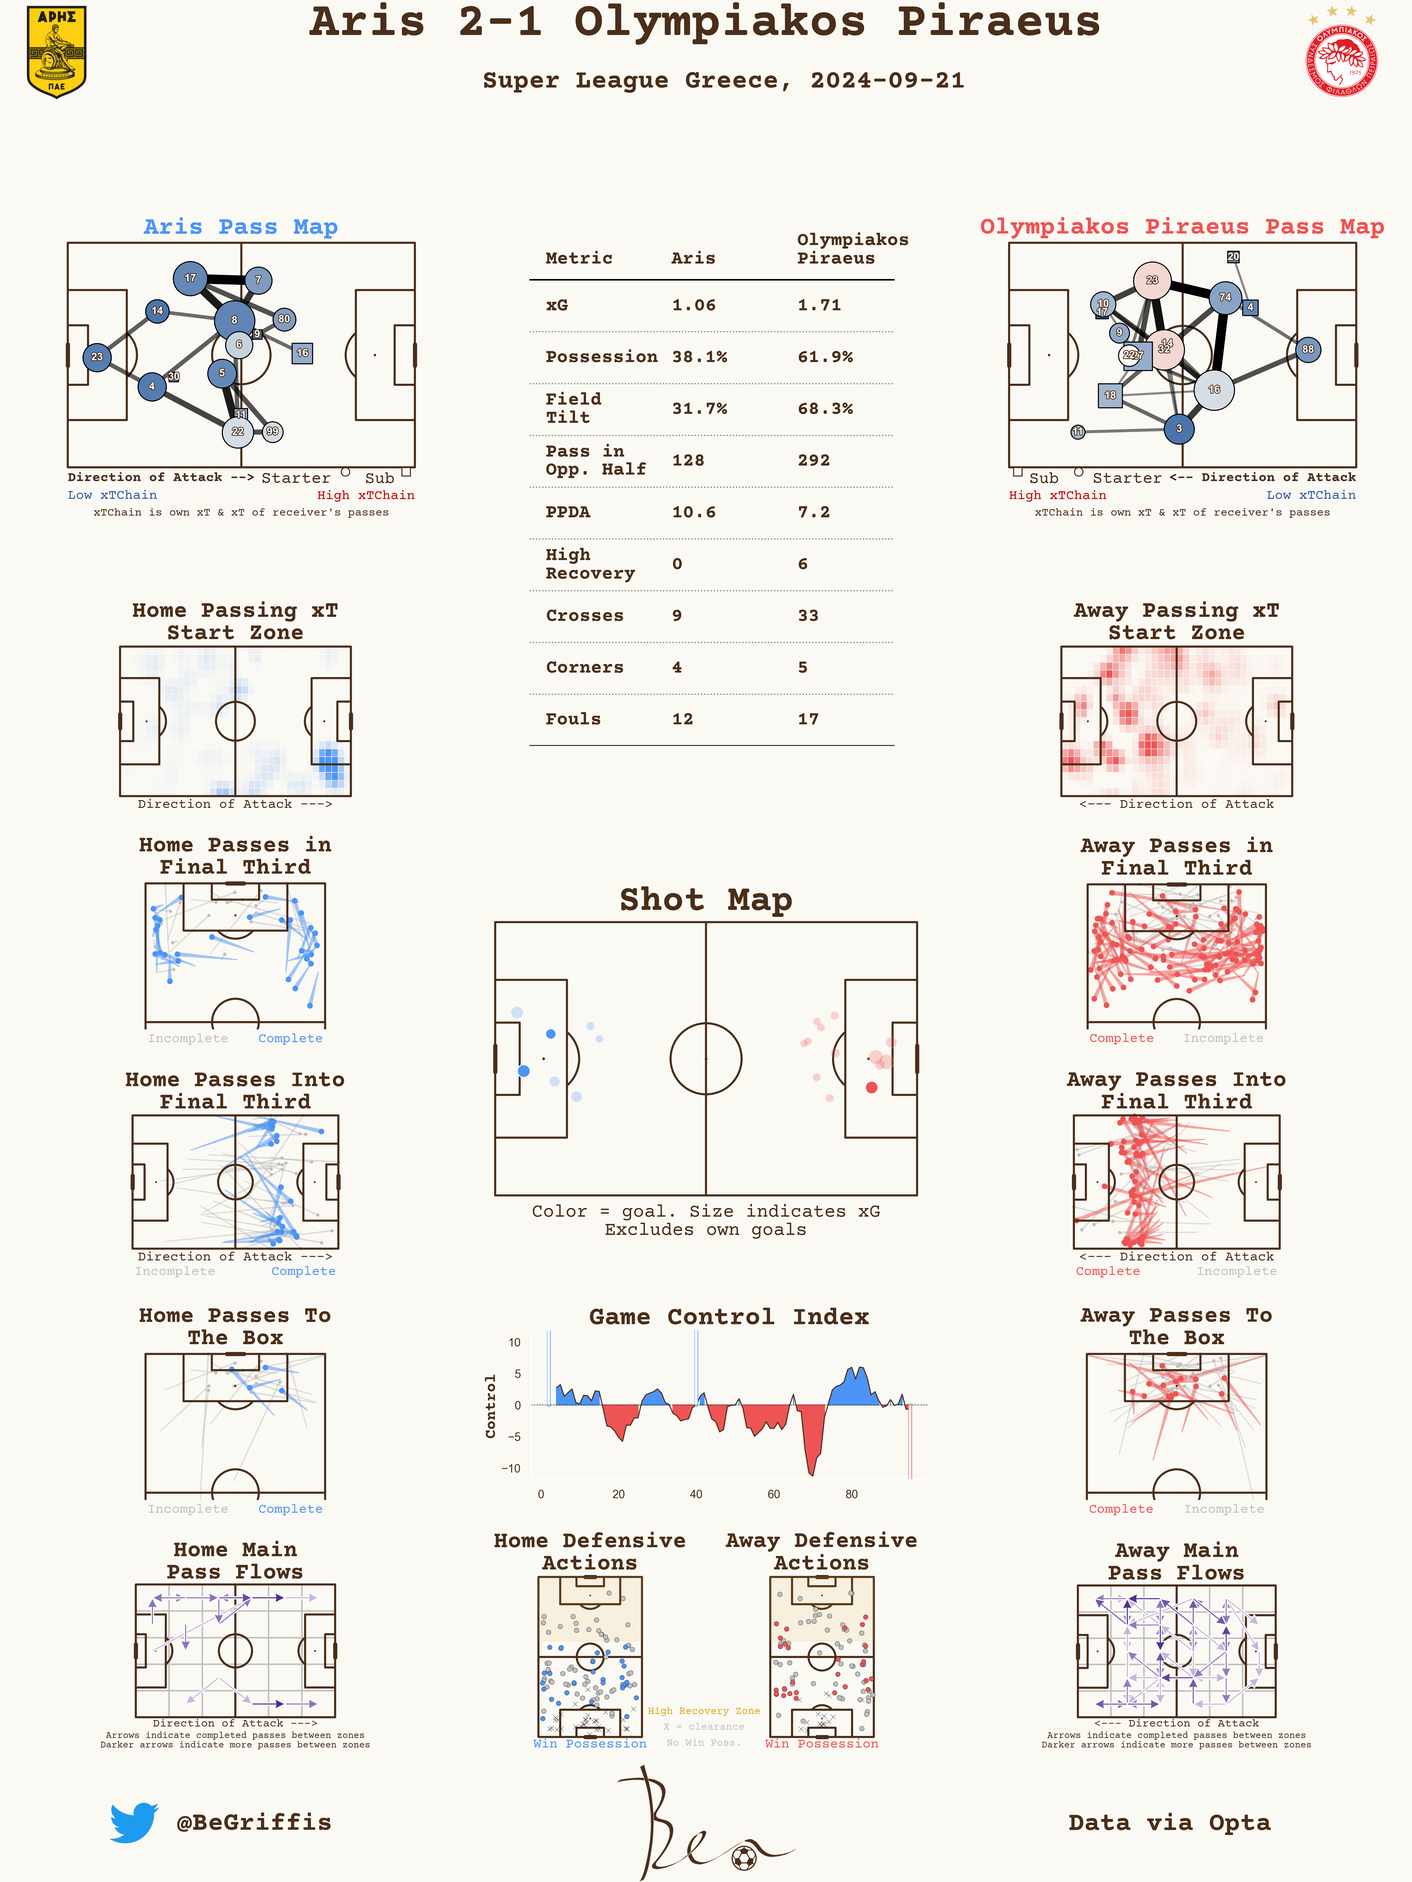 Aris 2-1 Olympiakos Piraeus
Super League Greece, 2024-09-21
ΑΡΗΣ
ΠΑΕ
1925
Aris Pass Map
17
7
14
8
80
9
6
16
23
5
4
30
11
22
99
Direction of Attack --> Starter Sub
Low xTChain High xTChain
xTChain is own xT & xT of receiver's passes
Metric Aris Olympiakos Piraeus
xG 1.06 1.71
Possession 38.1% 61.9%
Field Tilt 31.7% 68.3%
Pass in Opp. Half 128 292
PPDA 10.6 7.2
High Recovery 0 6
Crosses 9 33
Corners 4 5
Fouls 12 17
Olympiakos Piraeus Pass Map
20
23
74
10
17
4
9
14
32
22
27
88
18
16
11
3
Sub Starter <-- Direction of Attack
High xTChain Low xTChain
xTChain is own xT & xT of receiver's passes
Home Passing xT
Start Zone
Direction of Attack --->
Away Passing xT
Start Zone
<--- Direction of Attack
Home Passes in
Final Third
Incomplete Complete
Shot Map
Color = goal. Size indicates xG
Excludes own goals
Away Passes in
Final Third
Complete Incomplete
Home Passes Into
Final Third
Direction of Attack --->
Incomplete Complete
Away Passes Into
Final Third
<--- Direction of Attack
Complete Incomplete
Home Passes To
The Box
Incomplete Complete
Game Control Index
Control
10
5
0
−5
−10
0 20 40 60 80
Away Passes To
The Box
Complete Incomplete
Home Main
Pass Flows
Direction of Attack --->
Arrows indicate completed passes between zones
Darker arrows indicate more passes between zones
Home Defensive
Actions
Win Possession
High Recovery Zone
X = clearance
No Win Poss.
Away Defensive
Actions
Win Possession
Away Main
Pass Flows
<--- Direction of Attack
Arrows indicate completed passes between zones
Darker arrows indicate more passes between zones
@BeGriffis
Ben
Data via Opta